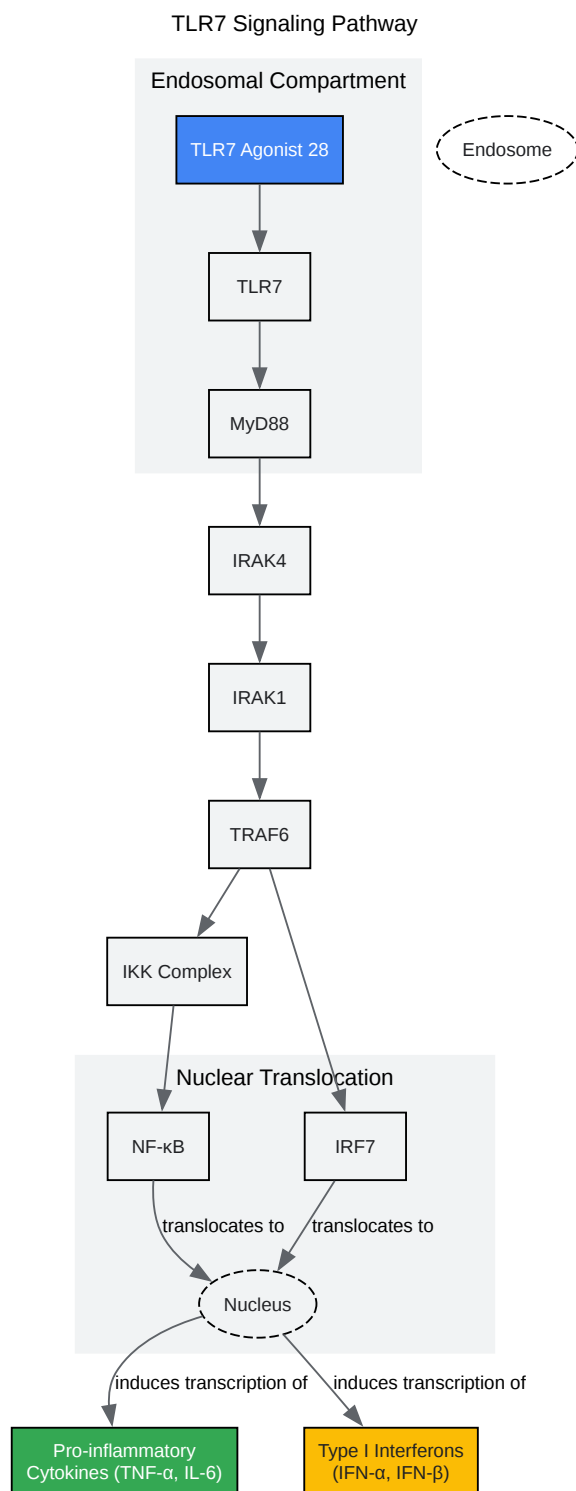 TLR7 Signaling Pathway
Endosomal Compartment
TLR7 Agonist 28
Endosome
TLR7
MyD88
IRAK4
IRAK1
TRAF6
IKK Complex
Nuclear Translocation
NF-κB
IRF7
translocates to
translocates to
Nucleus
induces transcription of
induces transcription of
Pro-inflammatory
Cytokines (TNF-α, IL-6)
Type I Interferons
(IFN-α, IFN-β)